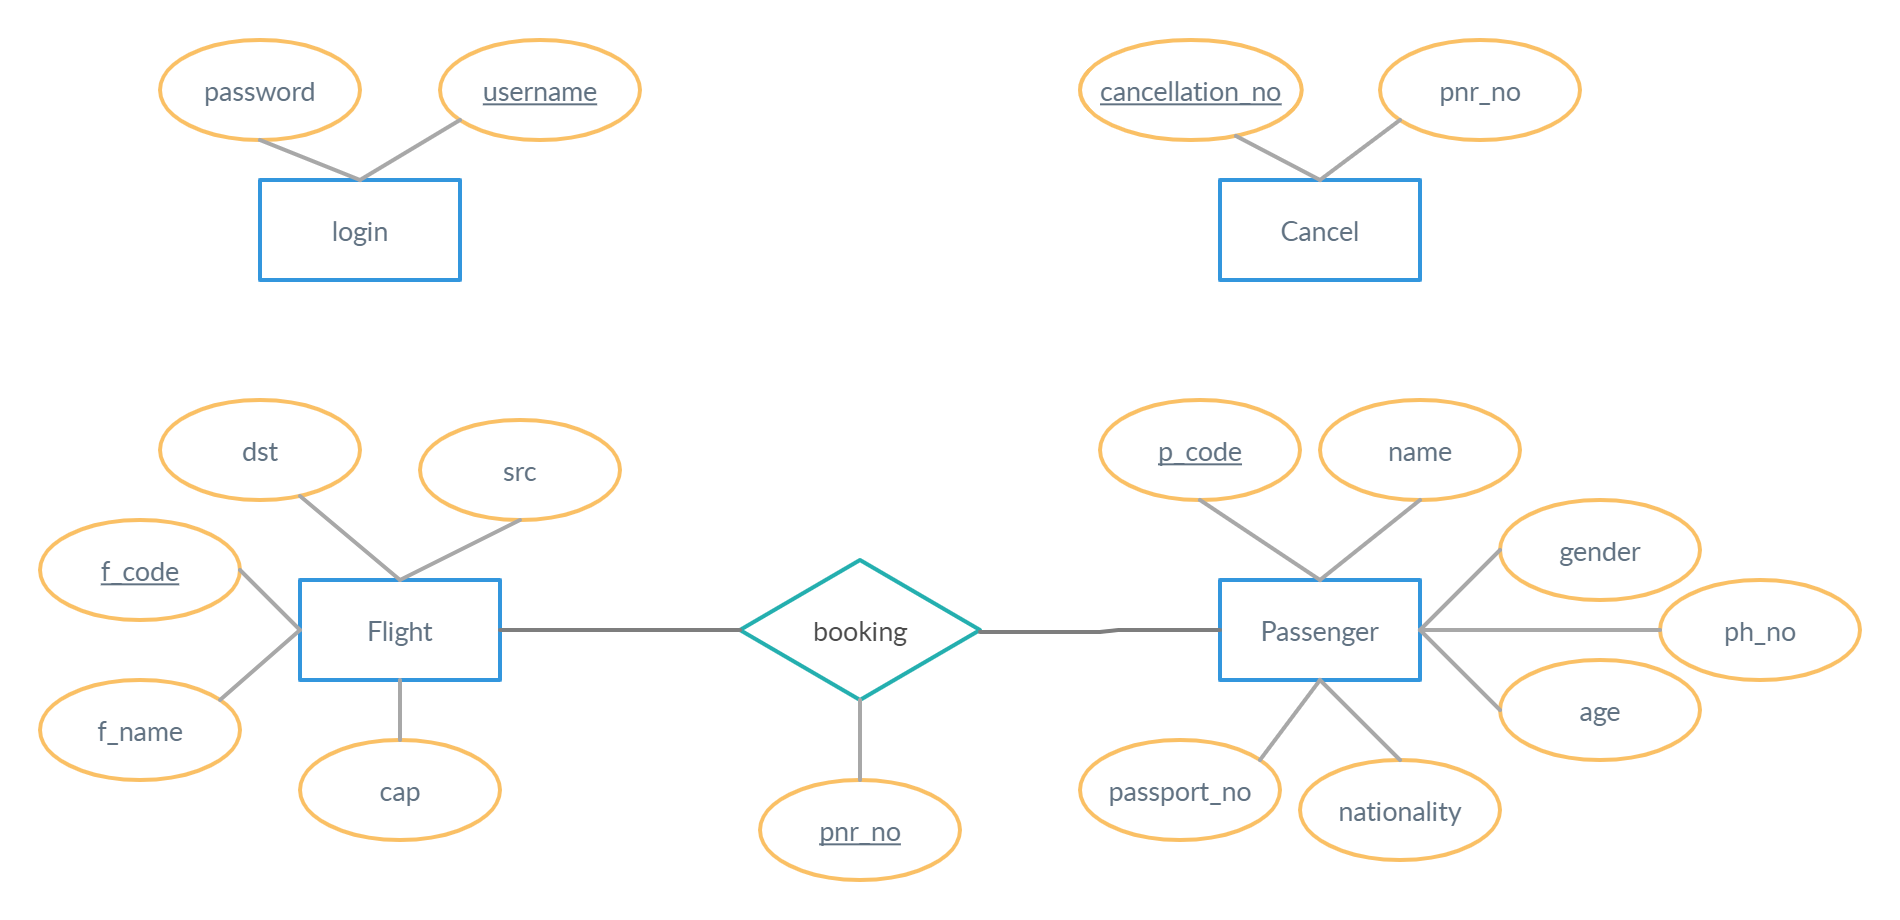 password
username
cancellation_no
pnr_no
login
Cancel
dst
src
p_code
name
f_code
gender
Flight
booking
Passenger
ph_no
f_name
age
cap
passport_no
nationality
pnr_no